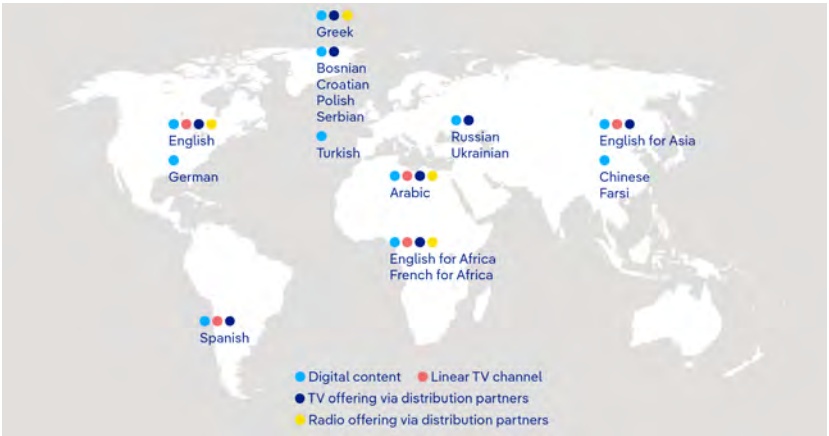 Greek
Bosnian
Croatian
Polish
Serbian
Turkish
English
German
Russian
Ukrainian
English for Asia
Chinese
Farsi
Arabic
English for Africa
French for Africa
Spanish
Digital content
Linear TV channel
TV offering via distribution partners
Radio offering via distribution partners